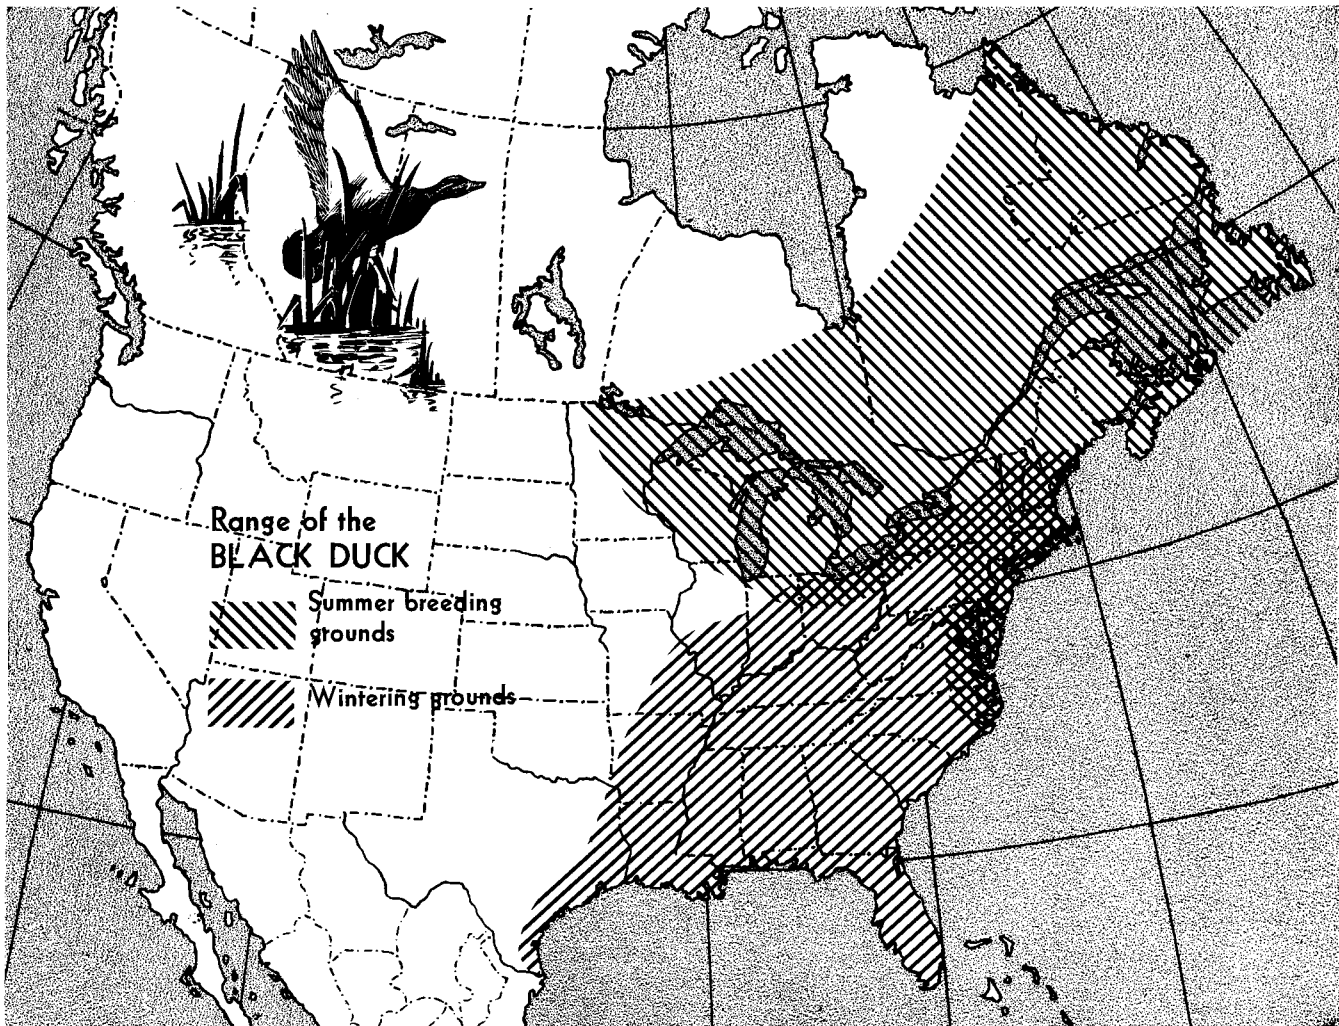 Range of the
BLACK DUCK
Summer breeding
grounds
Wintering grounds